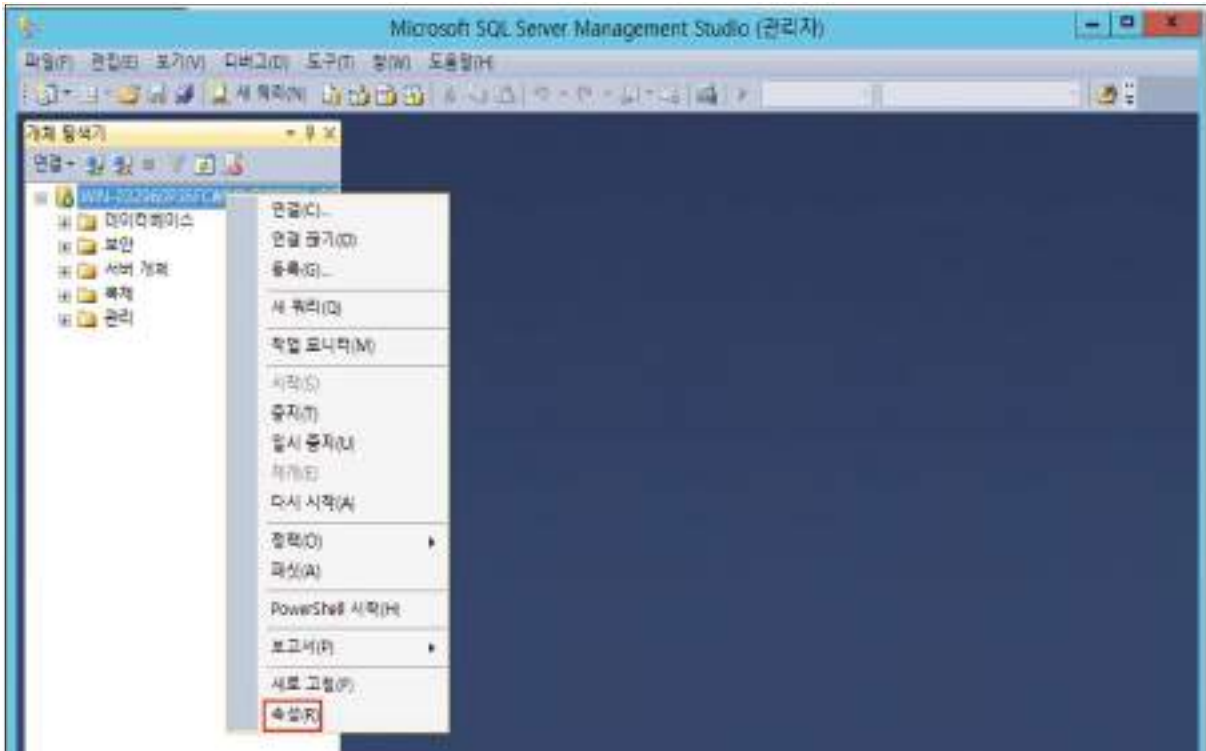 Microsoft SQL Server Management Studio (관리자)
파일(F) 편집(E) 보기(V) 디버그(D) 도구(T) 창(W) 도움말(H)
새 쿼리(N)
개체 탐색기
연결
데이터베이스
보안
서버 개체
복제
관리
연결(C)...
연결 끊기(D)
등록(G)...
새 쿼리(Q)
작업 모니터(M)
시작(S)
중지(T)
일시 중지(U)
재개(E)
다시 시작(A)
정책(O)
패싯(A)
PowerShell 시작(H)
보고서(P)
새로 고침(F)
속성(R)